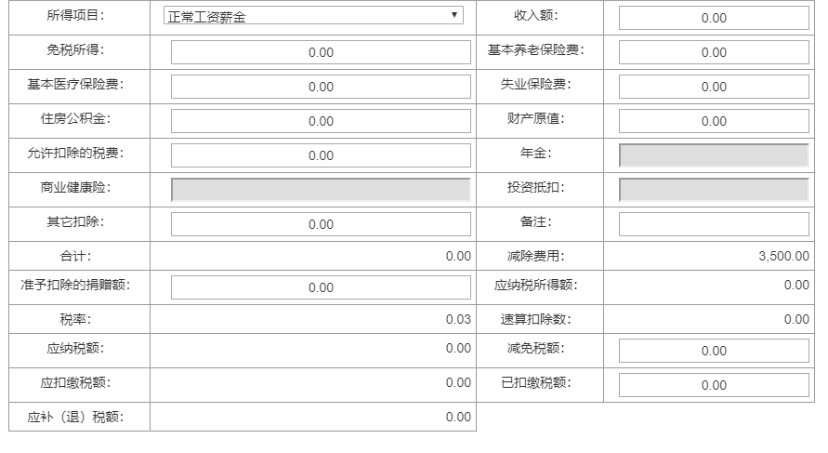 所得项目： 正常工资薪金 收入额： 0.00
免税所得： 0.00 基本养老保险费： 0.00
基本医疗保险费： 0.00 失业保险费： 0.00
住房公积金： 0.00 财产原值： 0.00
允许扣除的税费： 0.00 年金：
商业健康险： 投资抵扣：
其它扣除： 0.00 备注：
合计： 0.00 减除费用： 3,500.00
准予扣除的捐赠额： 0.00 应纳税所得额： 0.00
税率： 0.03 速算扣除数： 0.00
应纳税额： 0.00 减免税额： 0.00
应扣缴税额： 0.00 已扣缴税额： 0.00
应补（退）税额： 0.00